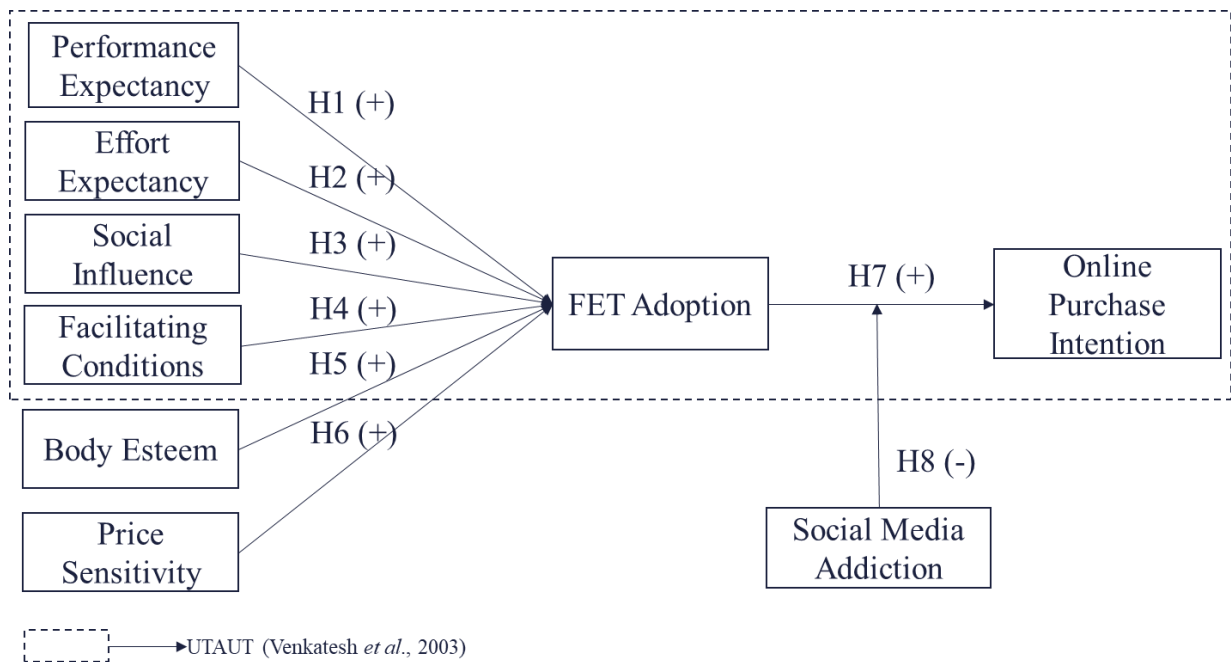 Performance
Expectancy
H1 (+)
Effort
Expectancy
H2 (+)
Social
Influence
H3 (+)
Facilitating
Conditions
H4 (+)
H5 (+)
Body Esteem
H6 (+)
Price
Sensitivity
FET Adoption
H7 (+)
Online
Purchase
Intention
H8 (-)
Social Media
Addiction
UTAUT (Venkatesh et al., 2003)